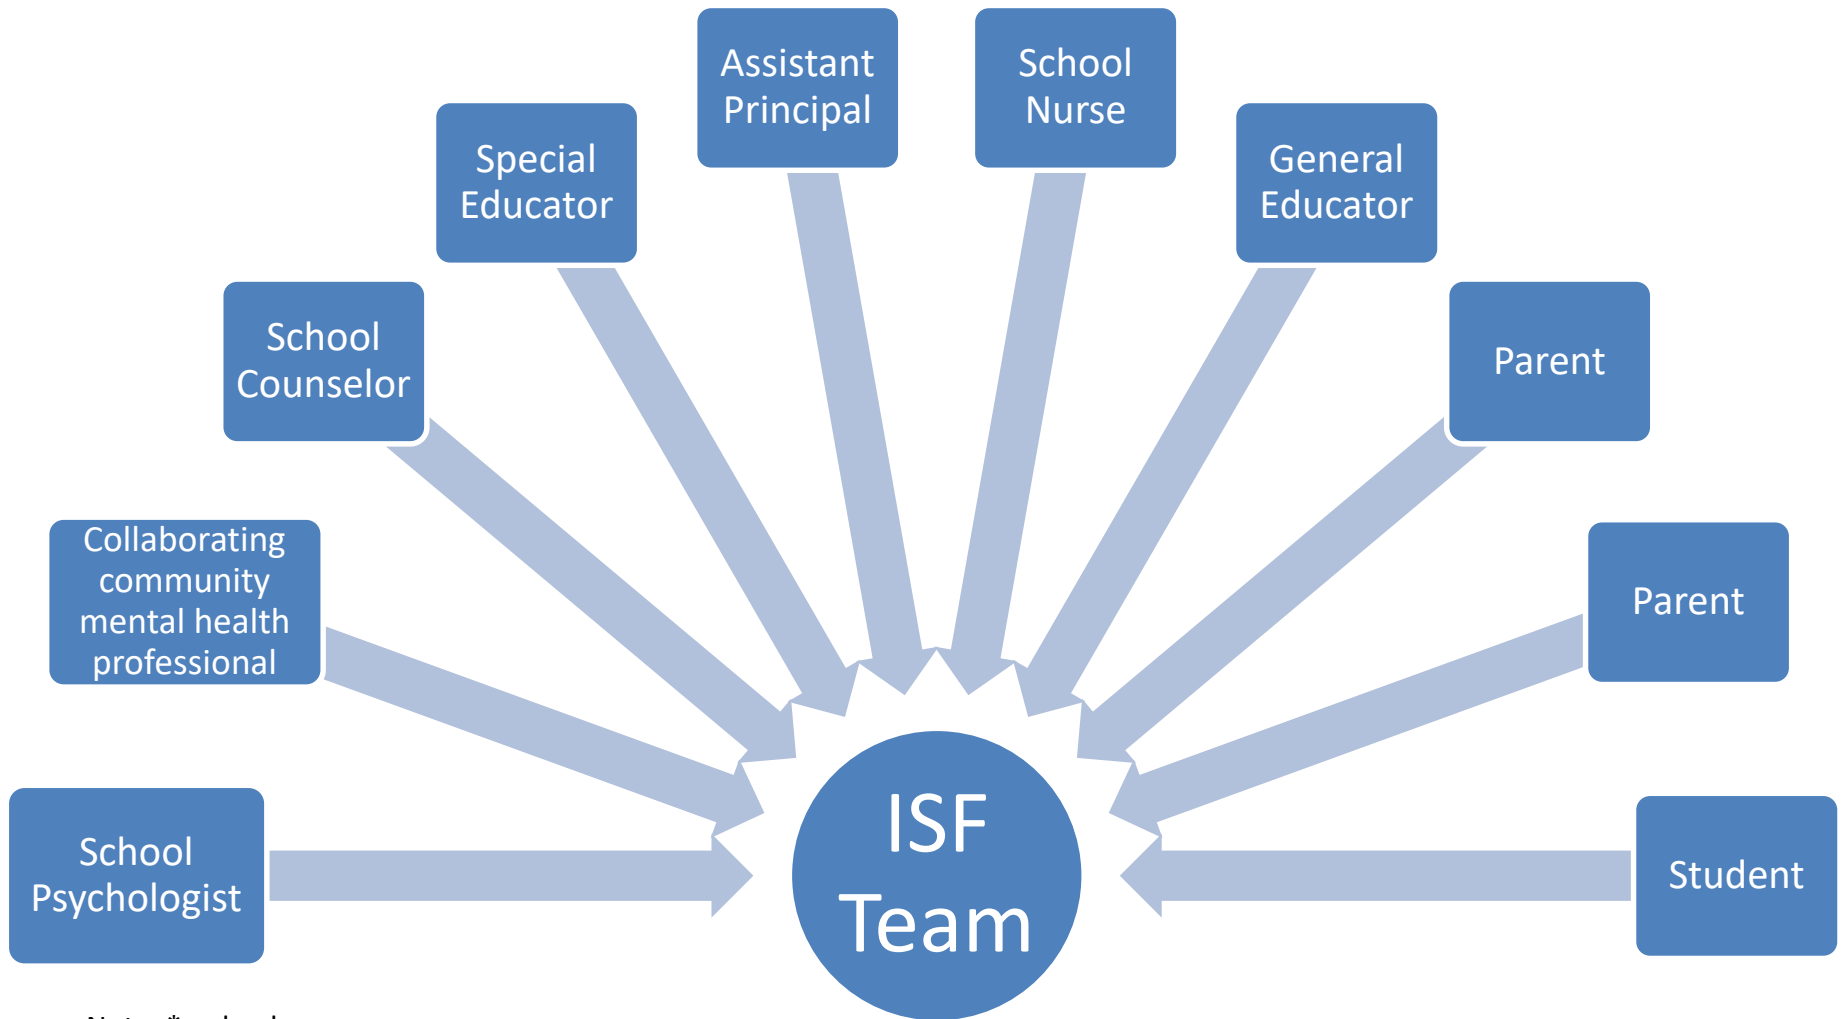 Assistant
Principal
School
Nurse
Special
Educator
General
Educator
School
Counselor
Parent
Collaborating
community
mental health
professional
Parent
ISF
Team
School
Psychologist
Student